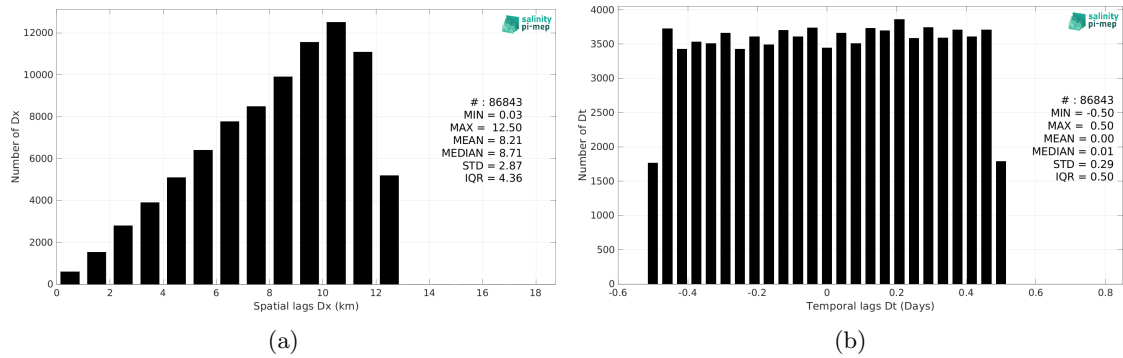 salinity
pi-mep
12000
10000
8000
6000
4000
2000
0
Number of Dx
# : 86843
MIN = 0.03
MAX = 12.50
MEAN = 8.21
MEDIAN = 8.71
STD = 2.87
IQR = 4.36
0 2 4 6 8 10 12 14 16 18
Spatial lags Dx (km)
(a)
salinity
pi-mep
4000
3500
3000
2500
2000
1500
1000
500
0
Number of Dt
# : 86843
MIN = -0.50
MAX = 0.50
MEAN = 0.00
MEDIAN = 0.01
STD = 0.29
IQR = 0.50
-0.6 -0.4 -0.2 0 0.2 0.4 0.6 0.8
Temporal lags Dt (Days)
(b)